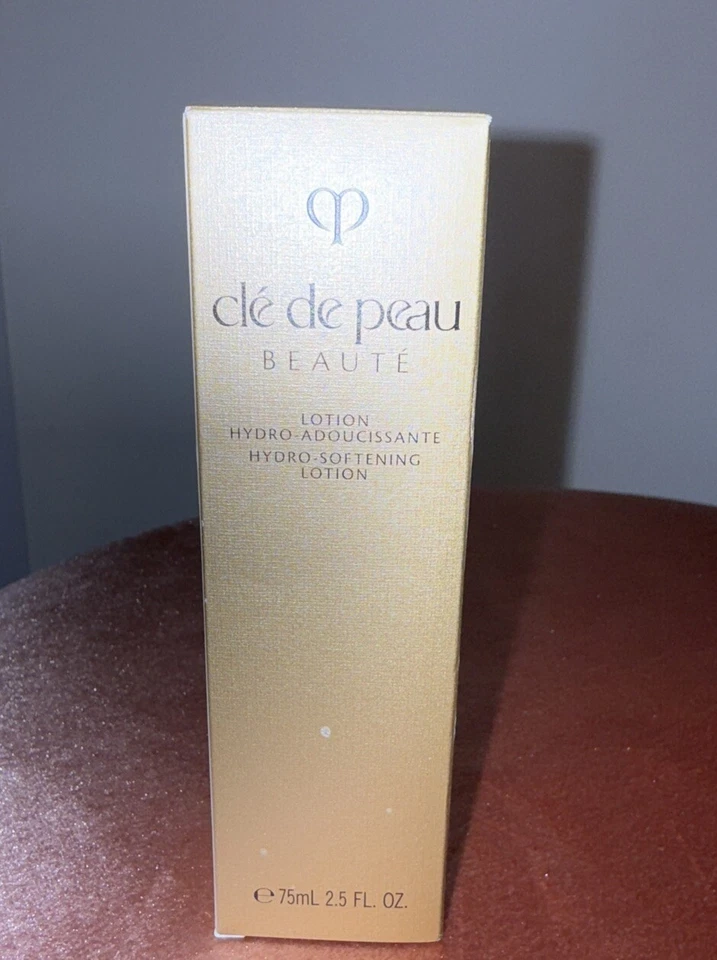 clé de peau
BEAUTÉ
LOTION
HYDRO-ADOUCISSANTE
HYDRO-SOFTENING
LOTION
℮ 75mL 2.5 FL. OZ.